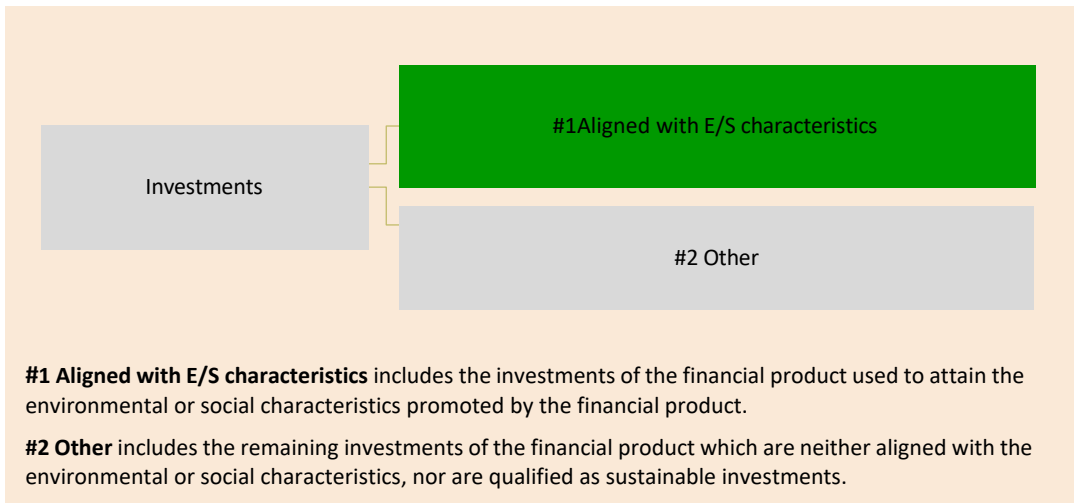 #1Aligned with E/S characteristics
Investments
#2 Other
#1 Aligned with E/S characteristics includes the investments of the financial product used to attain the
environmental or social characteristics promoted by the financial product.
#2 Other includes the remaining investments of the financial product which are neither aligned with the
environmental or social characteristics, nor are qualified as sustainable investments.